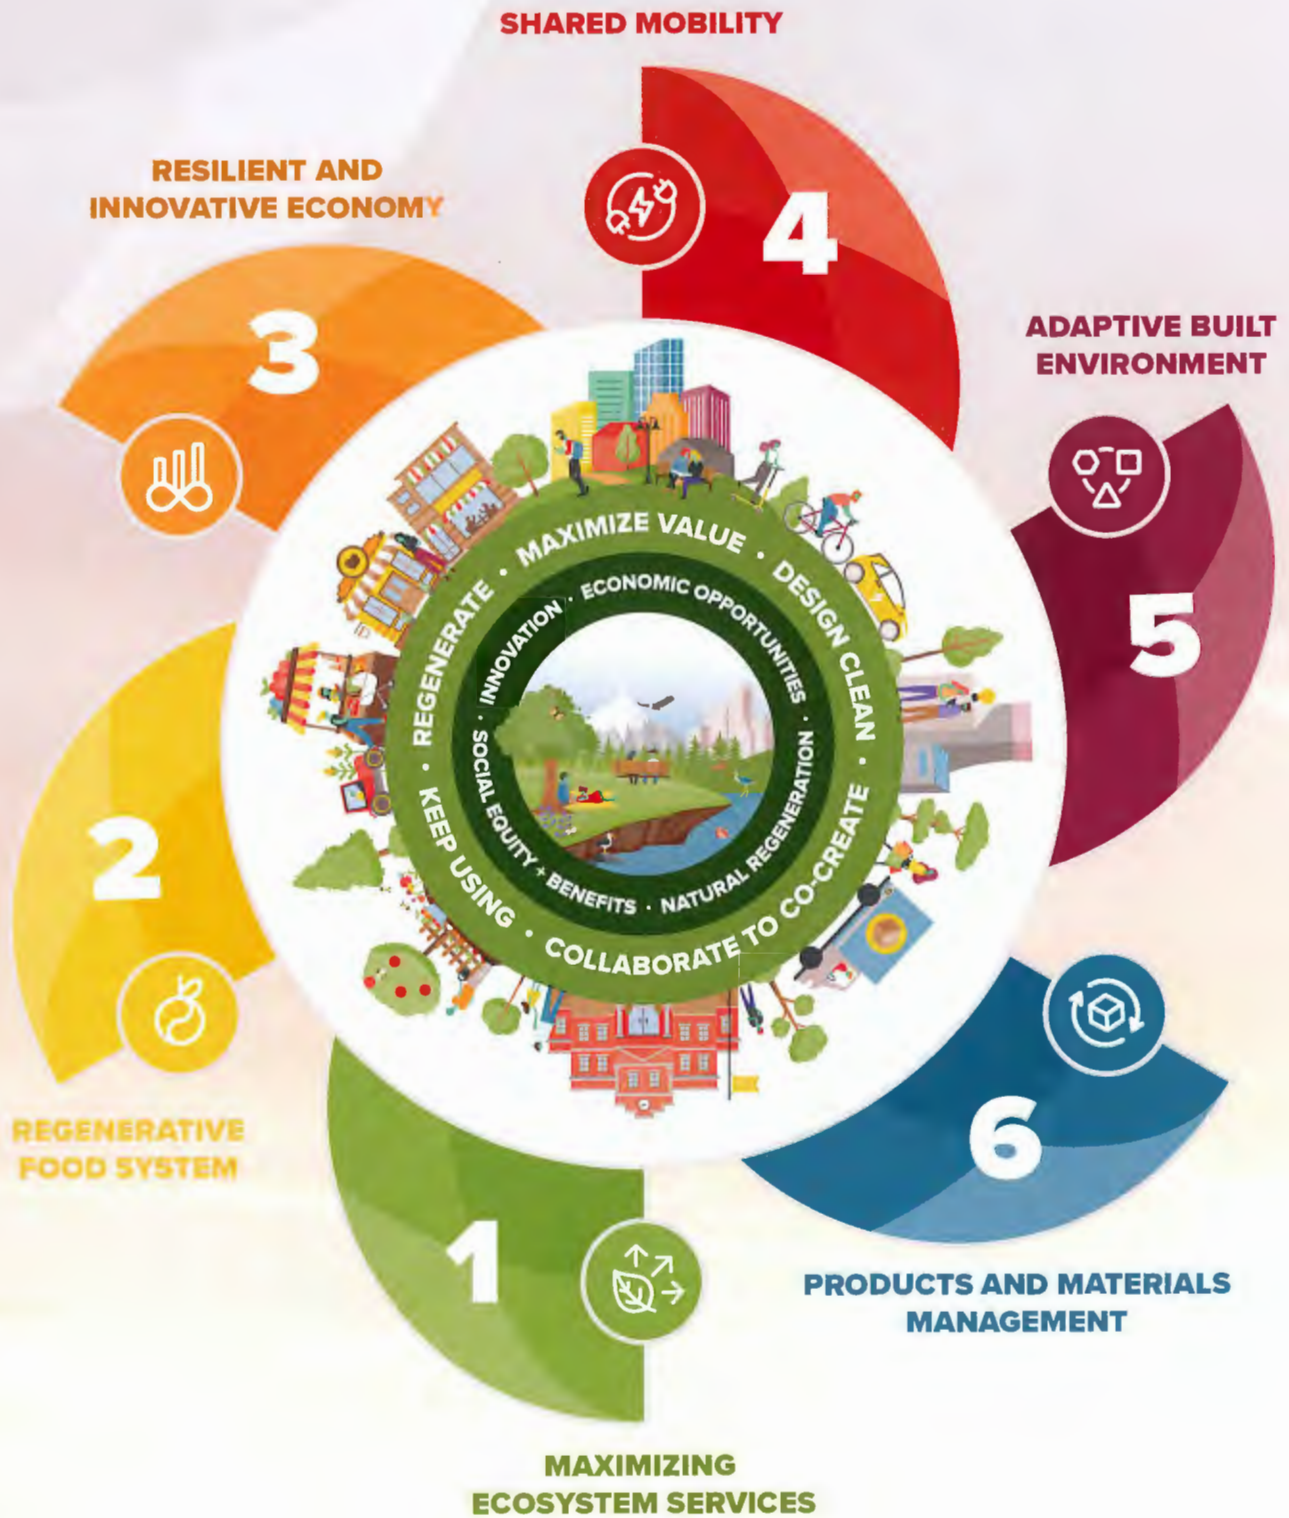 SHARED MOBILITY
4
RESILIENT AND
INNOVATIVE ECONOMY
3
ADAPTIVE BUILT
ENVIRONMENT
5
MAXIMIZE VALUE · DESIGN CLEAN · COLLABORATE TO CO-CREATE · KEEP USING · REGENERATE ·
ECONOMIC OPPORTUNITIES · NATURAL REGENERATION · SOCIAL EQUITY + BENEFITS · INNOVATION ·
2
REGENERATIVE
FOOD SYSTEM
6
PRODUCTS AND MATERIALS
MANAGEMENT
1
MAXIMIZING
ECOSYSTEM SERVICES